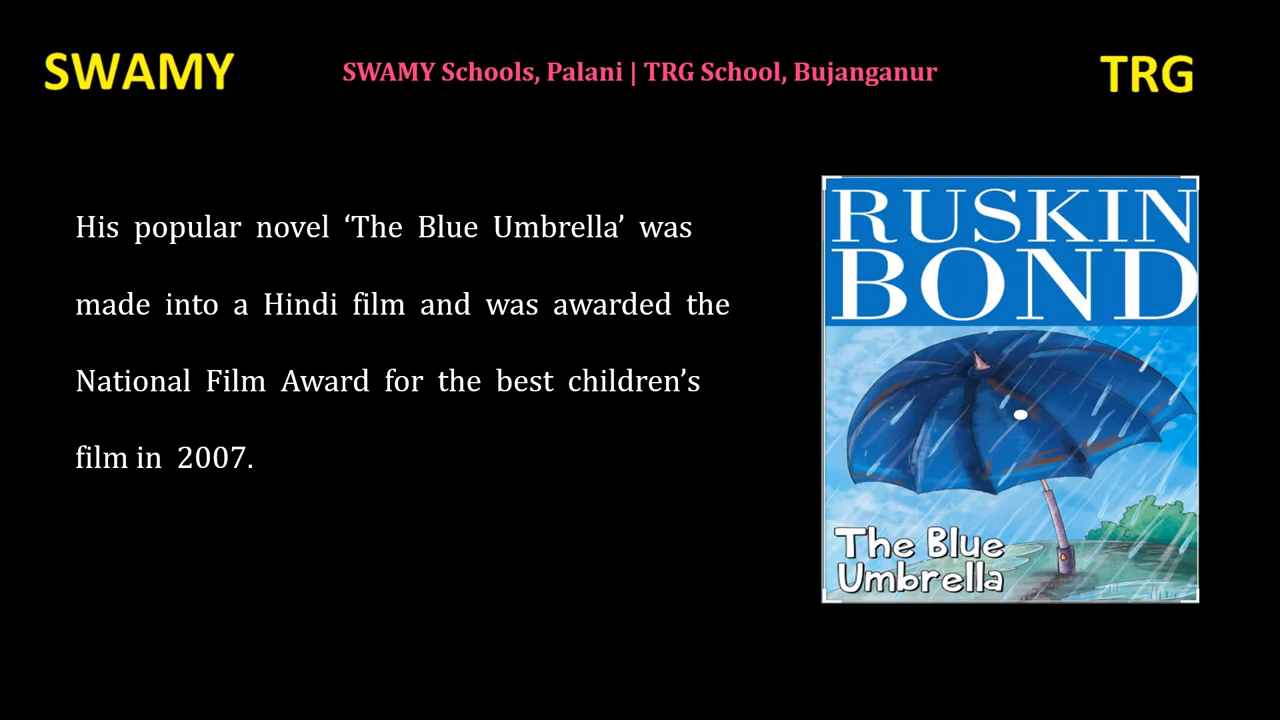 SWAMY
SWAMY Schools, Palani | TRG School, Bujanganur
TRG
His popular novel ‘The Blue Umbrella’ was
made into a Hindi film and was awarded the
National Film Award for the best children’s
film in 2007.
RUSKIN
BOND
The Blue
Umbrella